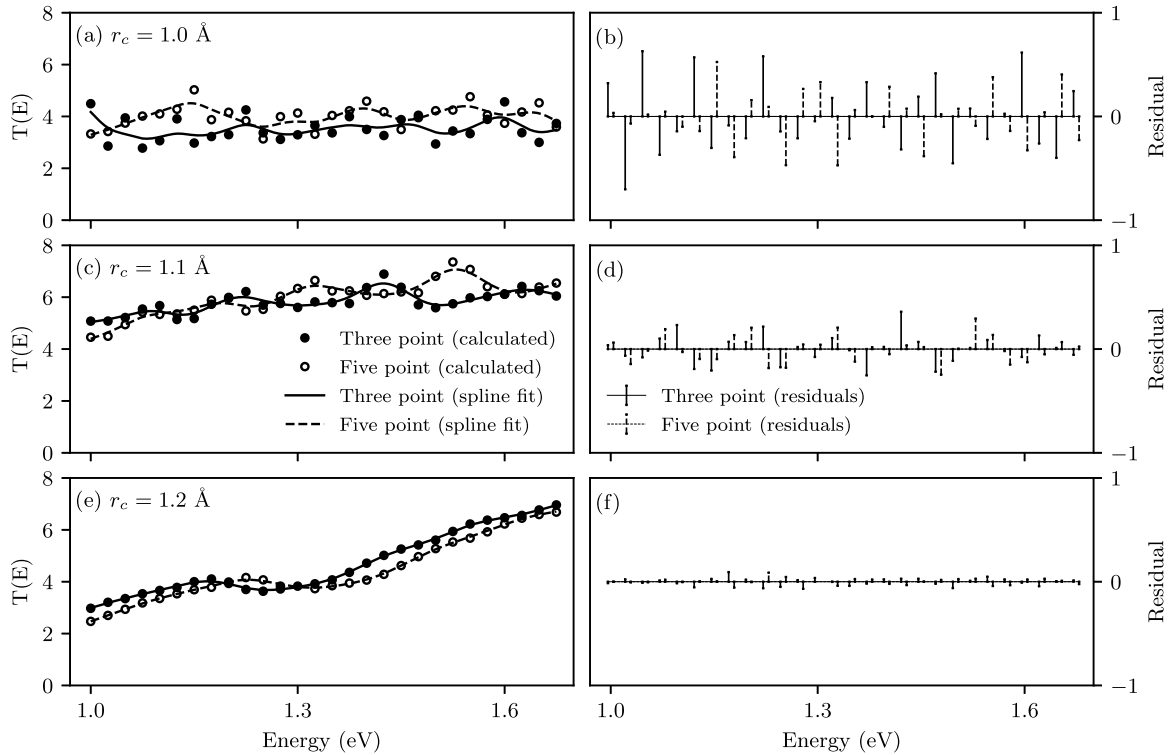 8
6
4
2
0
T(E)
(a) r_c = 1.0 Å
(b)
1
0
−1
Residual
8
6
4
2
0
T(E)
(c) r_c = 1.1 Å
Three point (calculated)
Five point (calculated)
Three point (spline fit)
Five point (spline fit)
(d)
Three point (residuals)
Five point (residuals)
1
0
−1
Residual
8
6
4
2
0
T(E)
(e) r_c = 1.2 Å
(f)
1
0
−1
Residual
1.0 1.3 1.6
Energy (eV)
1.0 1.3 1.6
Energy (eV)